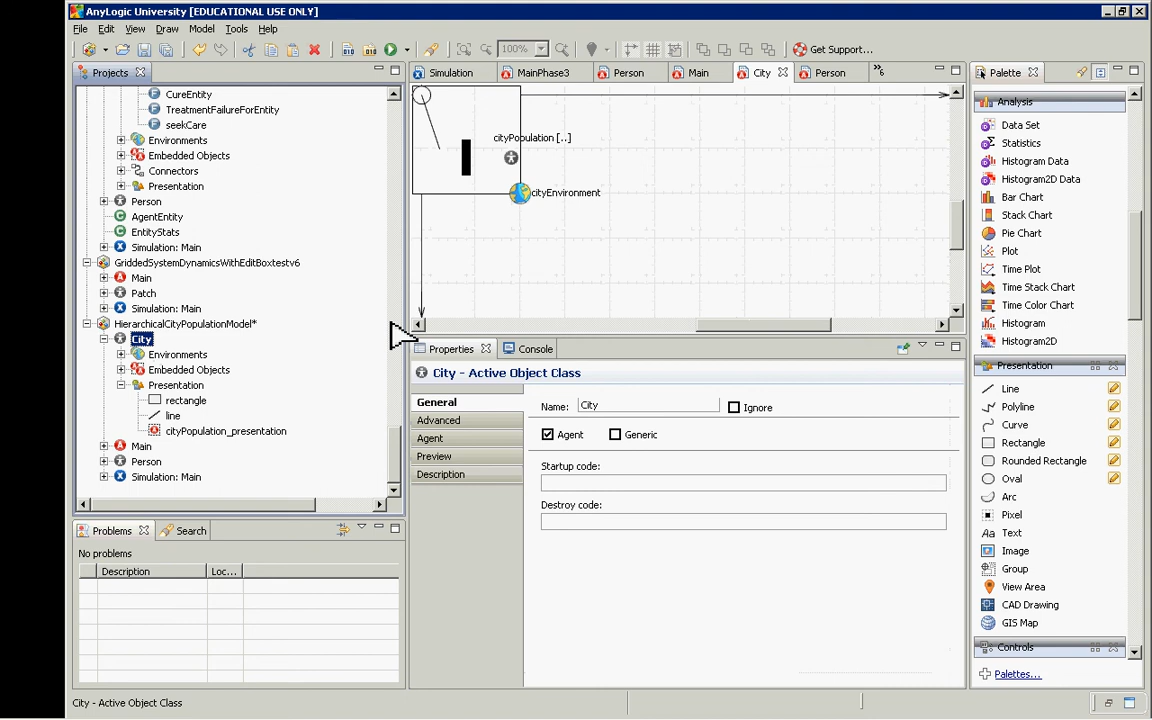 AnyLogic University [EDUCATIONAL USE ONLY]
File Edit View Draw Model Tools Help
100% Get Support...
Projects
Simulation MainPhase3 Person Main City Person »6
Palette
CureEntity
TreatmentFailureForEntity
seekCare
Environments
Embedded Objects
Connectors
Presentation
Person
AgentEntity
EntityStats
Simulation: Main
GriddedSystemDynamicsWithEditBoxtestv6
Main
Patch
Simulation: Main
HierarchicalCityPopulationModel*
City
Environments
Embedded Objects
Presentation
rectangle
line
cityPopulation_presentation
Main
Person
Simulation: Main
cityPopulation [..]
cityEnvironment
Properties Console
City - Active Object Class
General
Advanced
Agent
Preview
Description
Name: City Ignore
Agent Generic
Startup code:
Destroy code:
Analysis
Data Set
Statistics
Histogram Data
Histogram2D Data
Bar Chart
Stack Chart
Pie Chart
Plot
Time Plot
Time Stack Chart
Time Color Chart
Histogram
Histogram2D
Presentation
Line
Polyline
Curve
Rectangle
Rounded Rectangle
Oval
Arc
Pixel
Text
Image
Group
View Area
CAD Drawing
GIS Map
Controls
Palettes...
Problems Search
No problems
Description Loc...
City - Active Object Class